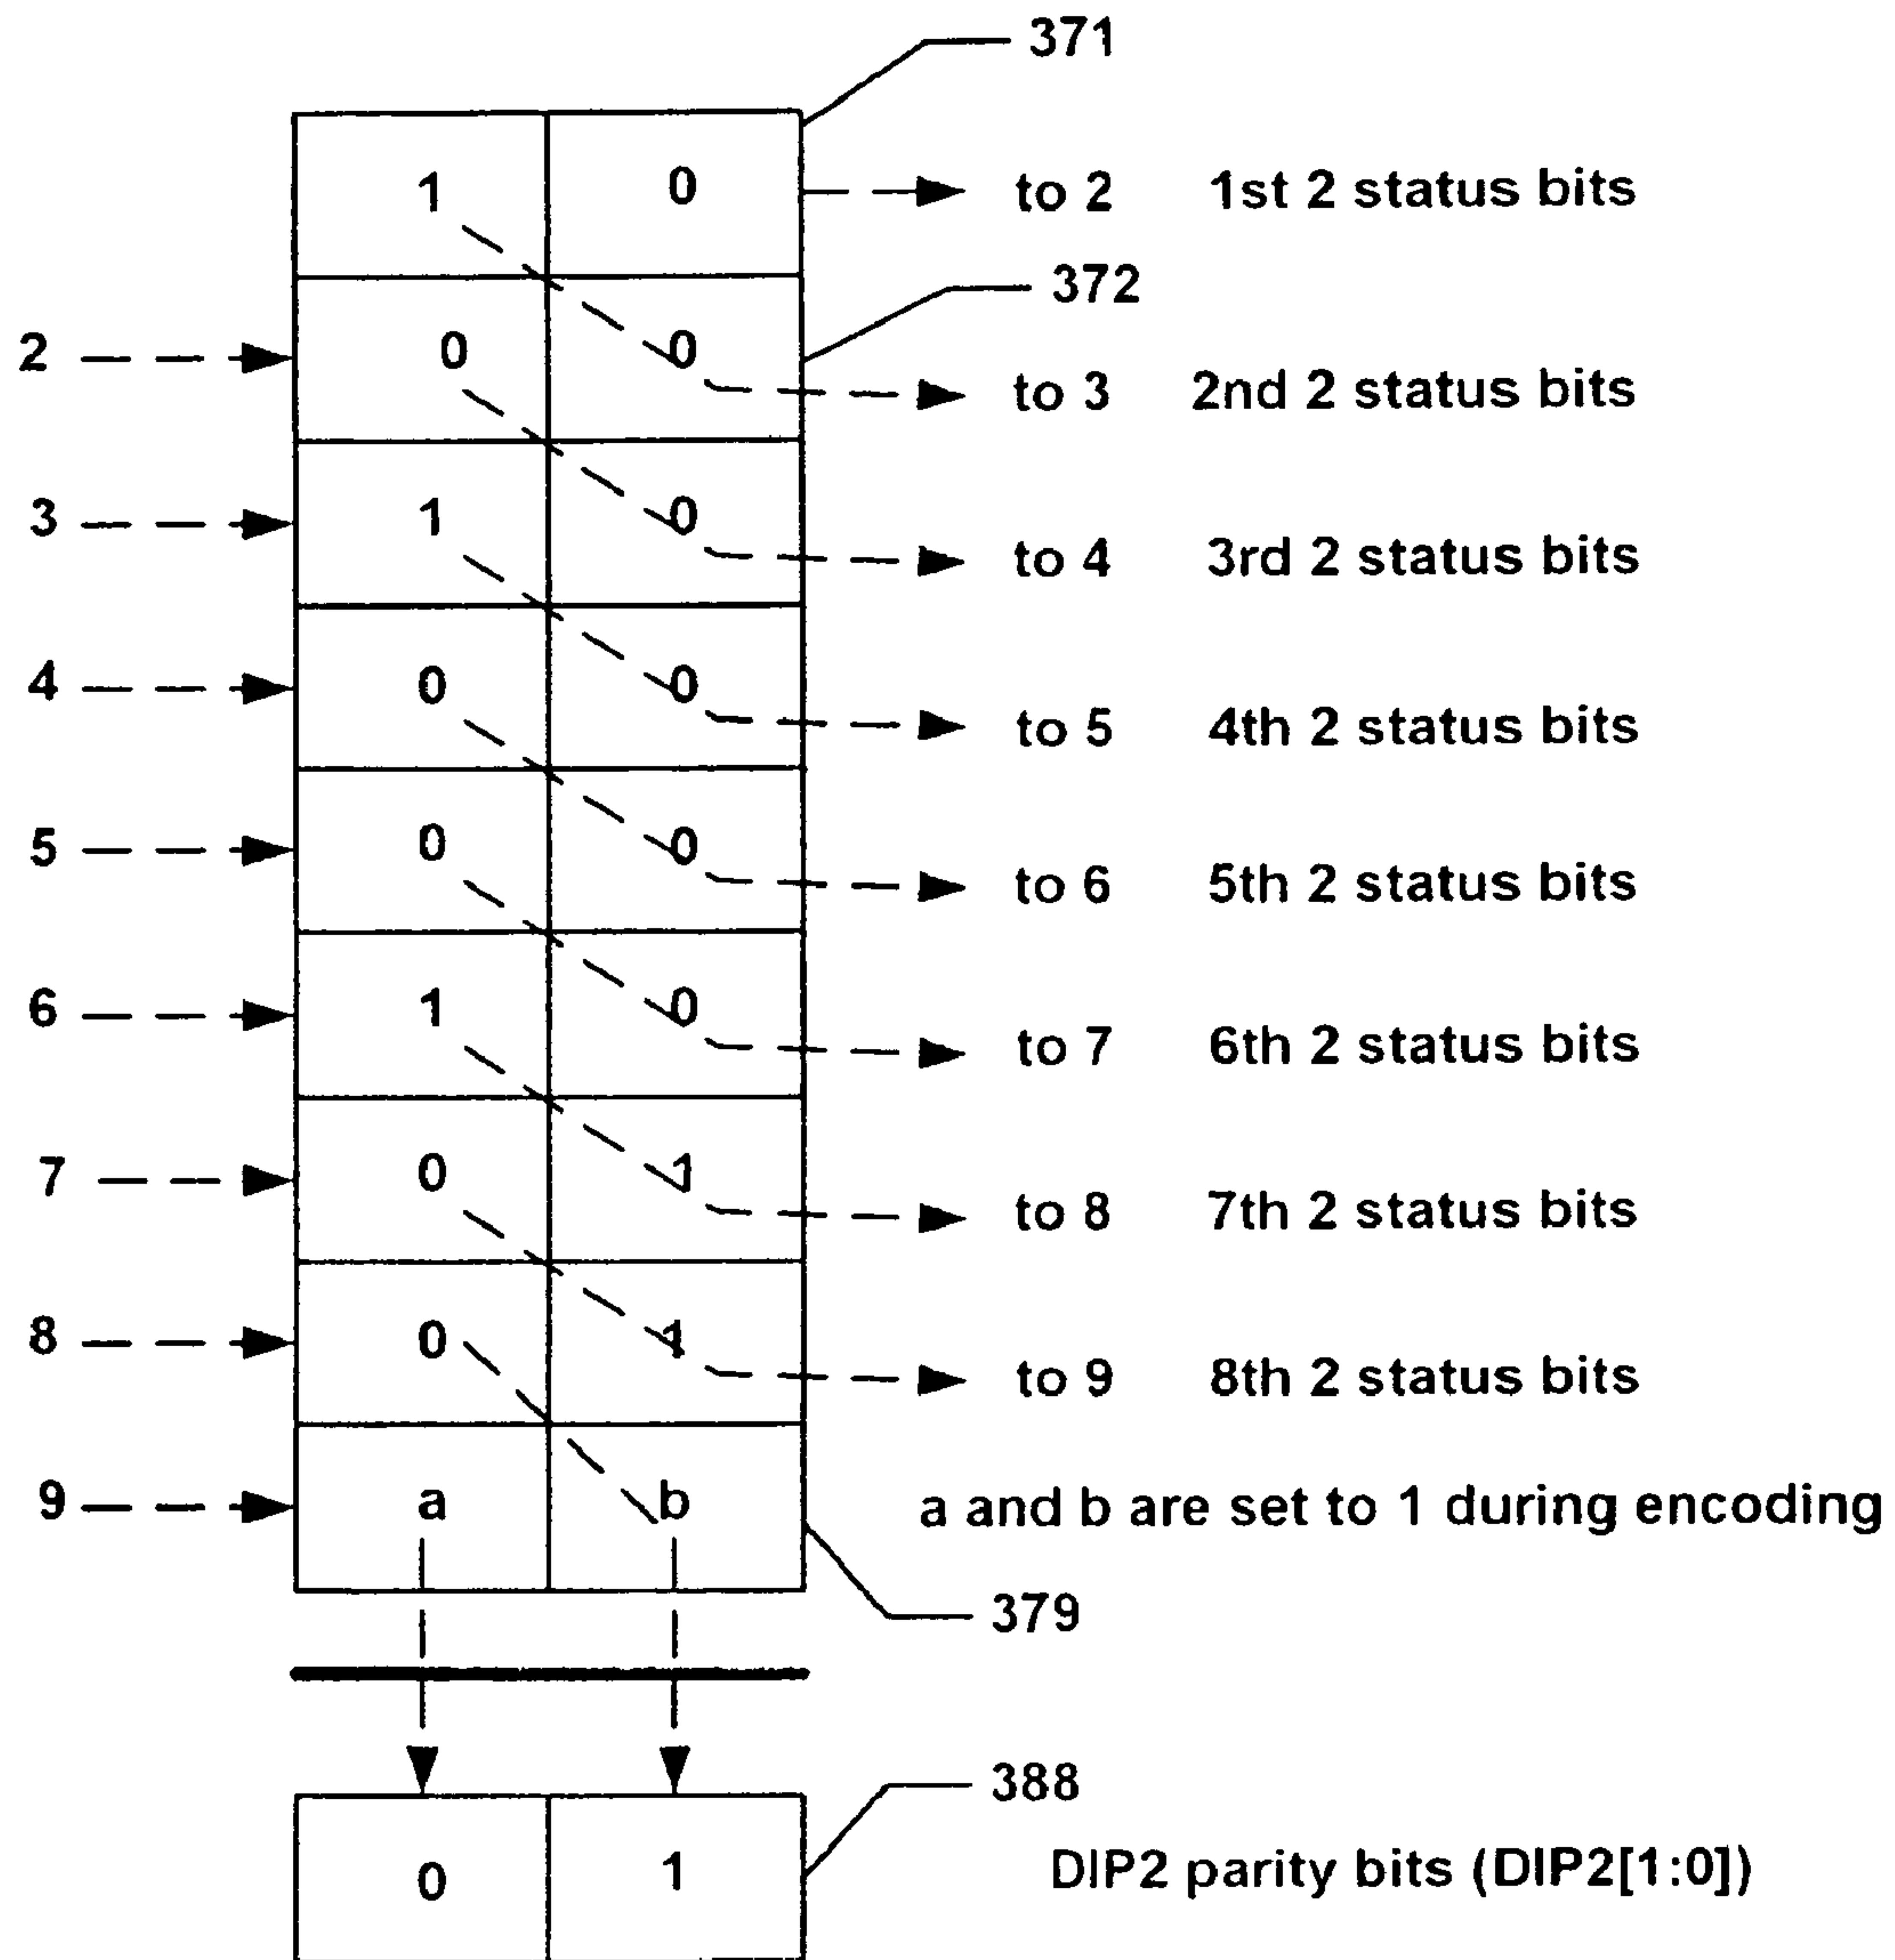 371
1 0 to 2 1st 2 status bits
372
2 0 0
to 3 2nd 2 status bits
3 1 0
to 4 3rd 2 status bits
4 0 0
to 5 4th 2 status bits
5 0 0
to 6 5th 2 status bits
6 1 0
to 7 6th 2 status bits
7 0 1
to 8 7th 2 status bits
8 0 1
to 9 8th 2 status bits
9 a b a and b are set to 1 during encoding
379
388
0 1 DIP2 parity bits (DIP2[1:0])